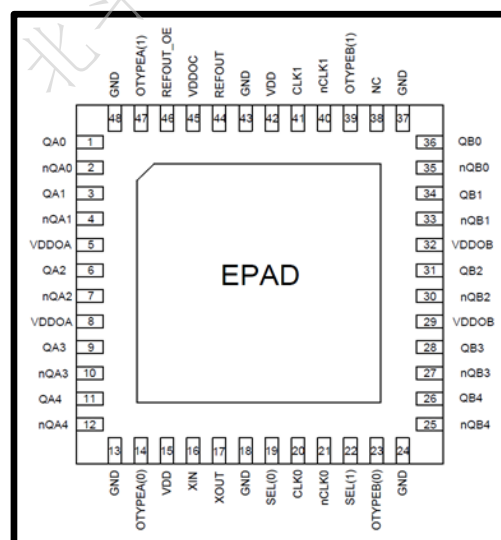 北
GND
OTYPEA(1)
REFOUT_OE
VDDOC
REFOUT
GND
VDD
CLK1
nCLK1
OTYPEB(1)
NC
GND
48 47 46 45 44 43 42 41 40 39 38 37
QA0 1
nQA0 2
QA1 3
nQA1 4
VDDOA 5
QA2 6
nQA2 7
VDDOA 8
QA3 9
nQA3 10
QA4 11
nQA4 12
EPAD
36 QB0
35 nQB0
34 QB1
33 nQB1
32 VDDOB
31 QB2
30 nQB2
29 VDDOB
28 QB3
27 nQB3
26 QB4
25 nQB4
13 14 15 16 17 18 19 20 21 22 23 24
GND
OTYPEA(0)
VDD
XIN
XOUT
GND
SEL(0)
CLK0
nCLK0
SEL(1)
OTYPEB(0)
GND